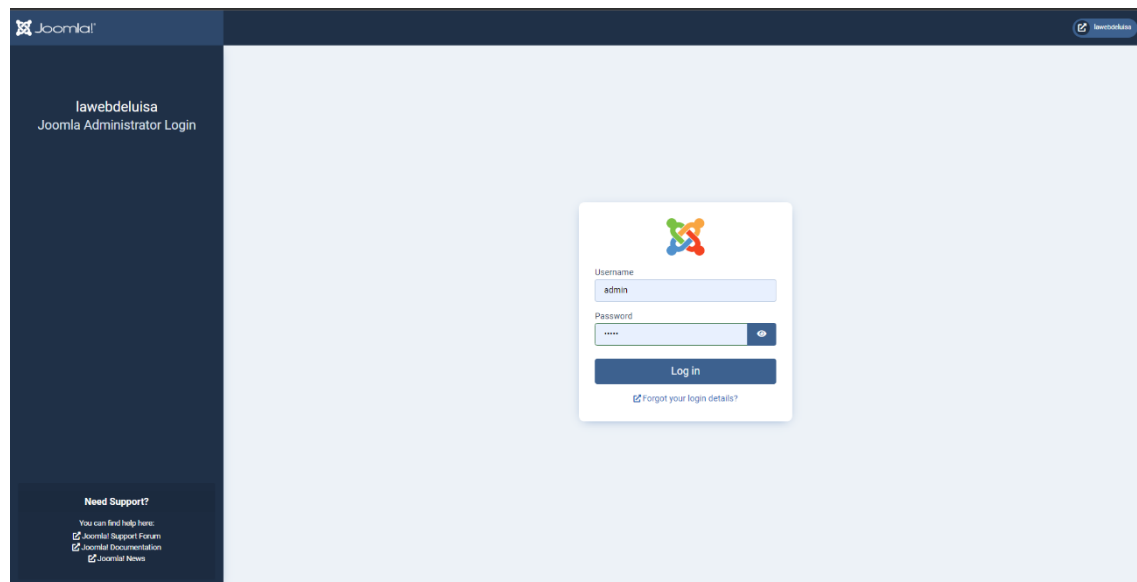 Joomla!
lawebdeluisa
lawebdeluisa
Joomla Administrator Login
Username
admin
Password
•••••
Log in
Forgot your login details?
Need Support?
You can find help here:
Joomla! Support Forum
Joomla! Documentation
Joomla! News